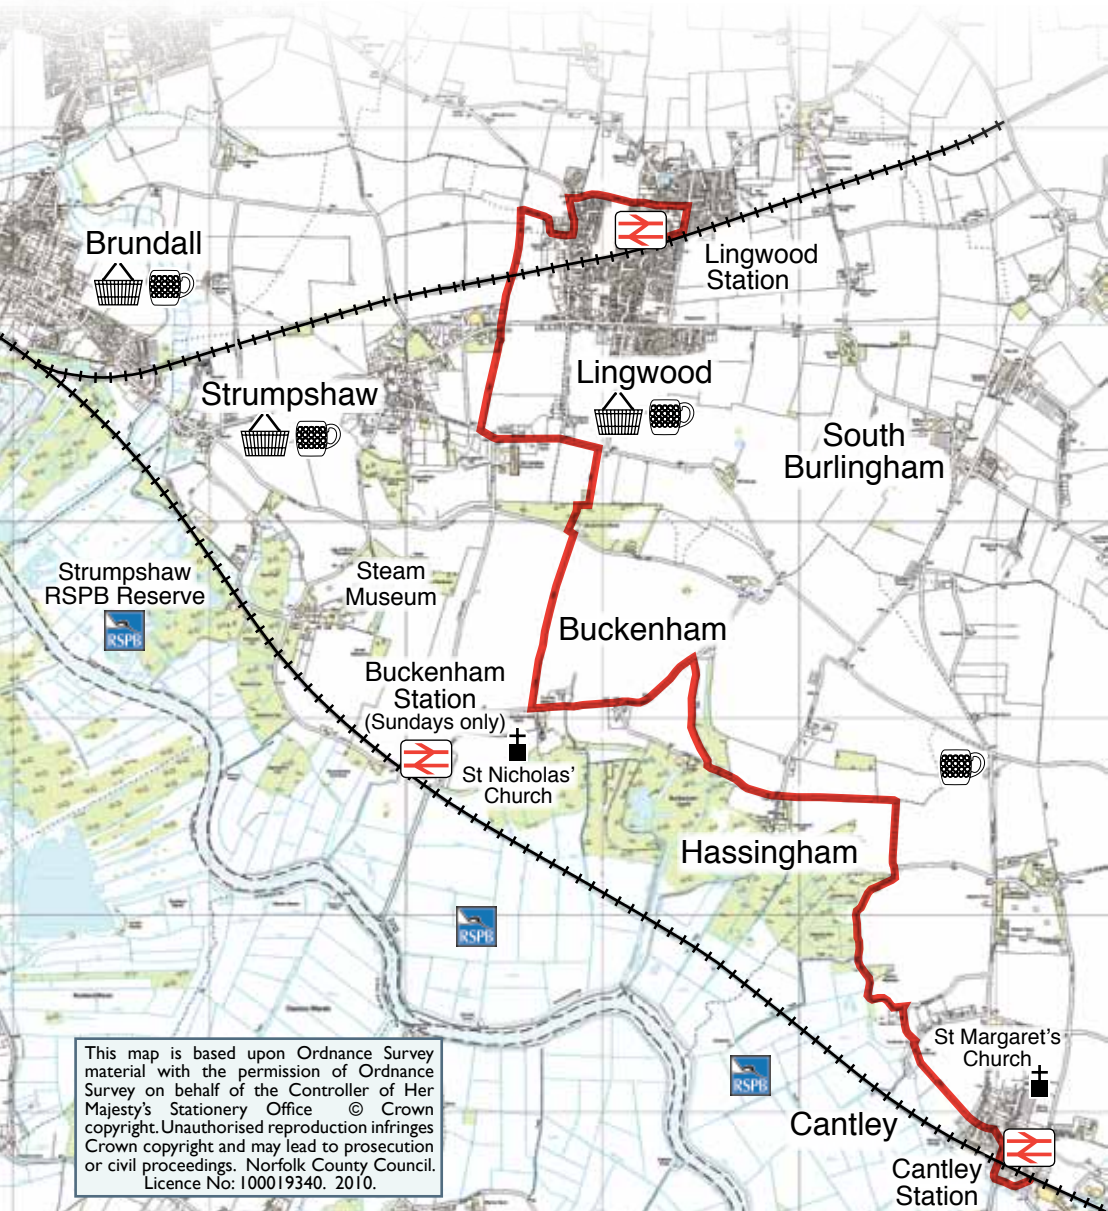 Brundall
Lingwood
Station
Strumpshaw
Lingwood
South
Burlingham
Strumpshaw
RSPB Reserve
RSPB
Steam
Museum
Buckenham
Buckenham
Station
(Sundays only)
St Nicholas'
Church
Hassingham
RSPB
This map is based upon Ordnance Survey
material with the permission of Ordnance
Survey on behalf of the Controller of Her
Majesty's Stationery Office © Crown
copyright. Unauthorised reproduction infringes
Crown copyright and may lead to prosecution
or civil proceedings. Norfolk County Council.
Licence No: 100019340. 2010.
St Margaret's
Church
RSPB
Cantley
Cantley
Station